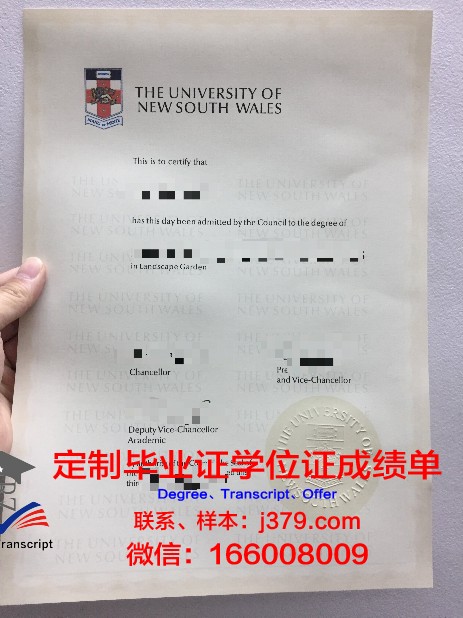 THE UNIVERSITY OF
NEW SOUTH WALES
This is to certify that
has this day been admitted by the Council to the degree of
in Landscape Garden
Chancellor
and Vice-Chancellor
Deputy Vice-Chancellor
Academic
定制毕业证学位证成绩单
Degree、Transcript、Offer
联系、样本：j379.com
微信：166008009
Transcript